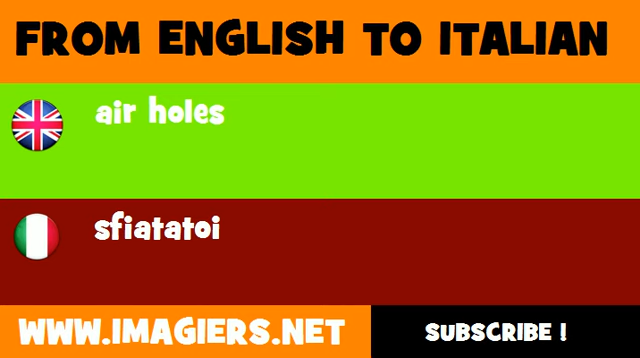 FROM ENGLISH TO ITALIAN
air holes
sfiatatoi
WWW.IMAGIERS.NET
SUBSCRIBE !